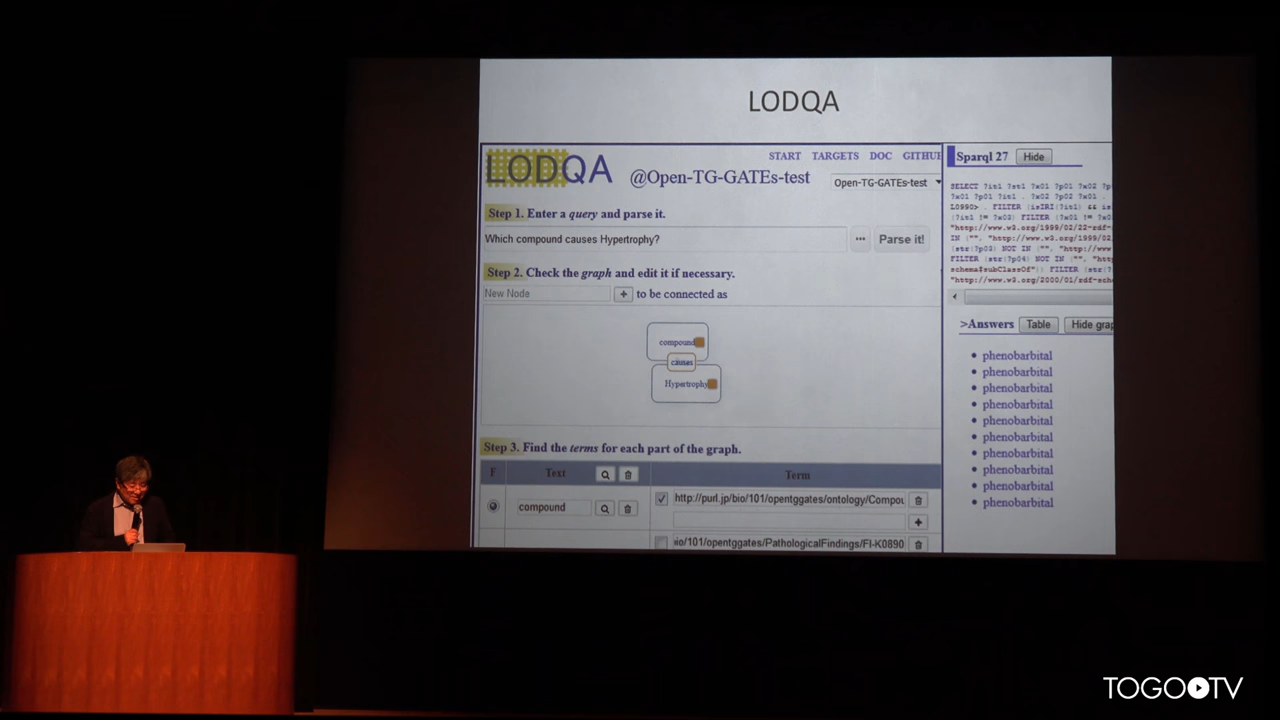 LODQA
LODQA @Open-TG-GATEs-test
START TARGETS DOC GITHUB
Open-TG-GATEs-test
Step 1. Enter a query and parse it.
Which compound causes Hypertrophy?
... Parse it!
Step 2. Check the graph and edit it if necessary.
New Node + to be connected as
compound
causes
Hypertrophy
Step 3. Find the terms for each part of the graph.
F Text Term
compound
http://purl.jp/bio/101/opentggates/ontology/Compou
+
io/101/opentggates/PathologicalFindings/FI-K0890
Sparql 27 Hide
>Answers Table Hide grap
• phenobarbital
• phenobarbital
• phenobarbital
• phenobarbital
• phenobarbital
• phenobarbital
• phenobarbital
• phenobarbital
• phenobarbital
• phenobarbital
TOGOTV